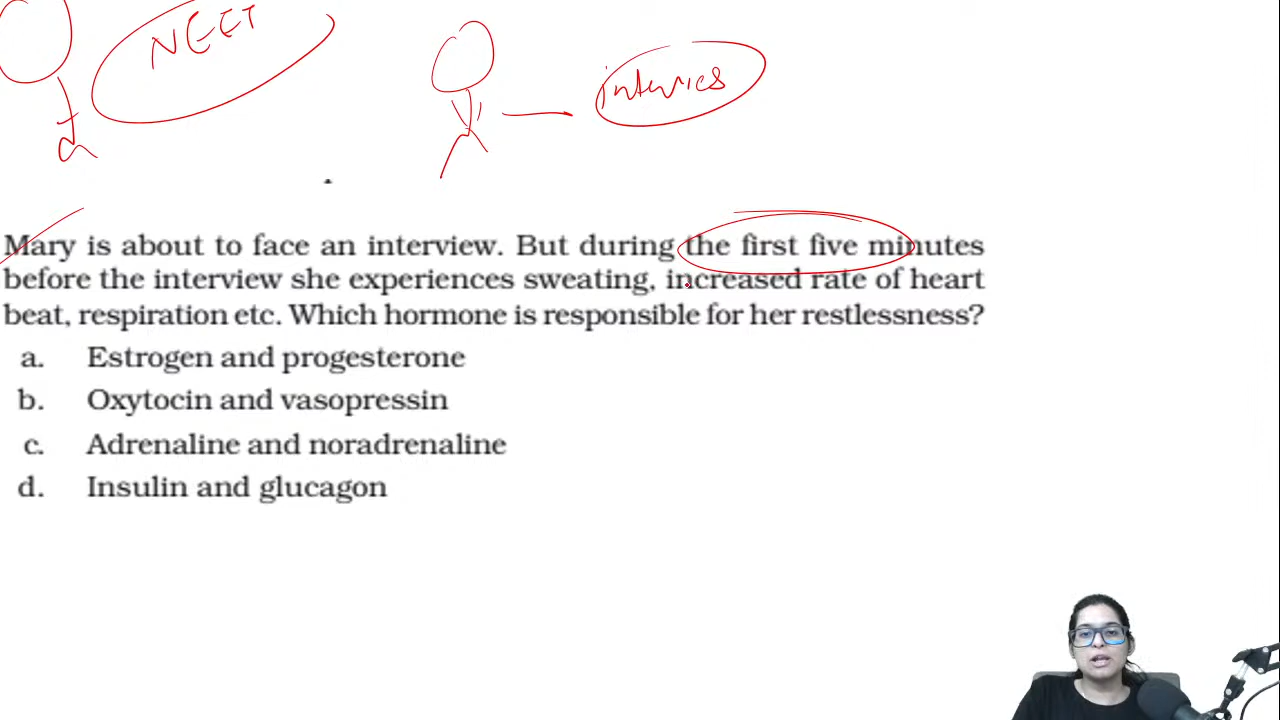 NEET
interview
Mary is about to face an interview. But during the first five minutes
before the interview she experiences sweating, increased rate of heart
beat, respiration etc. Which hormone is responsible for her restlessness?
a. Estrogen and progesterone
b. Oxytocin and vasopressin
c. Adrenaline and noradrenaline
d. Insulin and glucagon